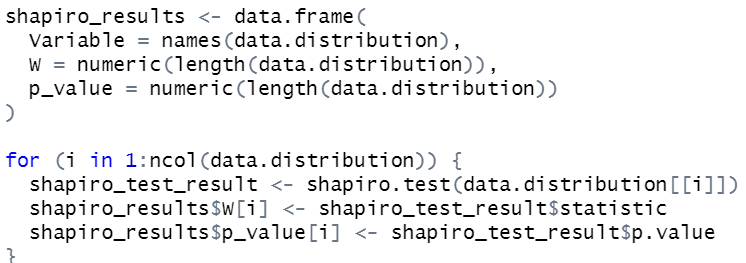 shapiro_results <- data.frame(
  Variable = names(data.distribution),
  W = numeric(length(data.distribution)),
  p_value = numeric(length(data.distribution))
)

for (i in 1:ncol(data.distribution)) {
  shapiro_test_result <- shapiro.test(data.distribution[[i]])
  shapiro_results$W[i] <- shapiro_test_result$statistic
  shapiro_results$p_value[i] <- shapiro_test_result$p.value
}